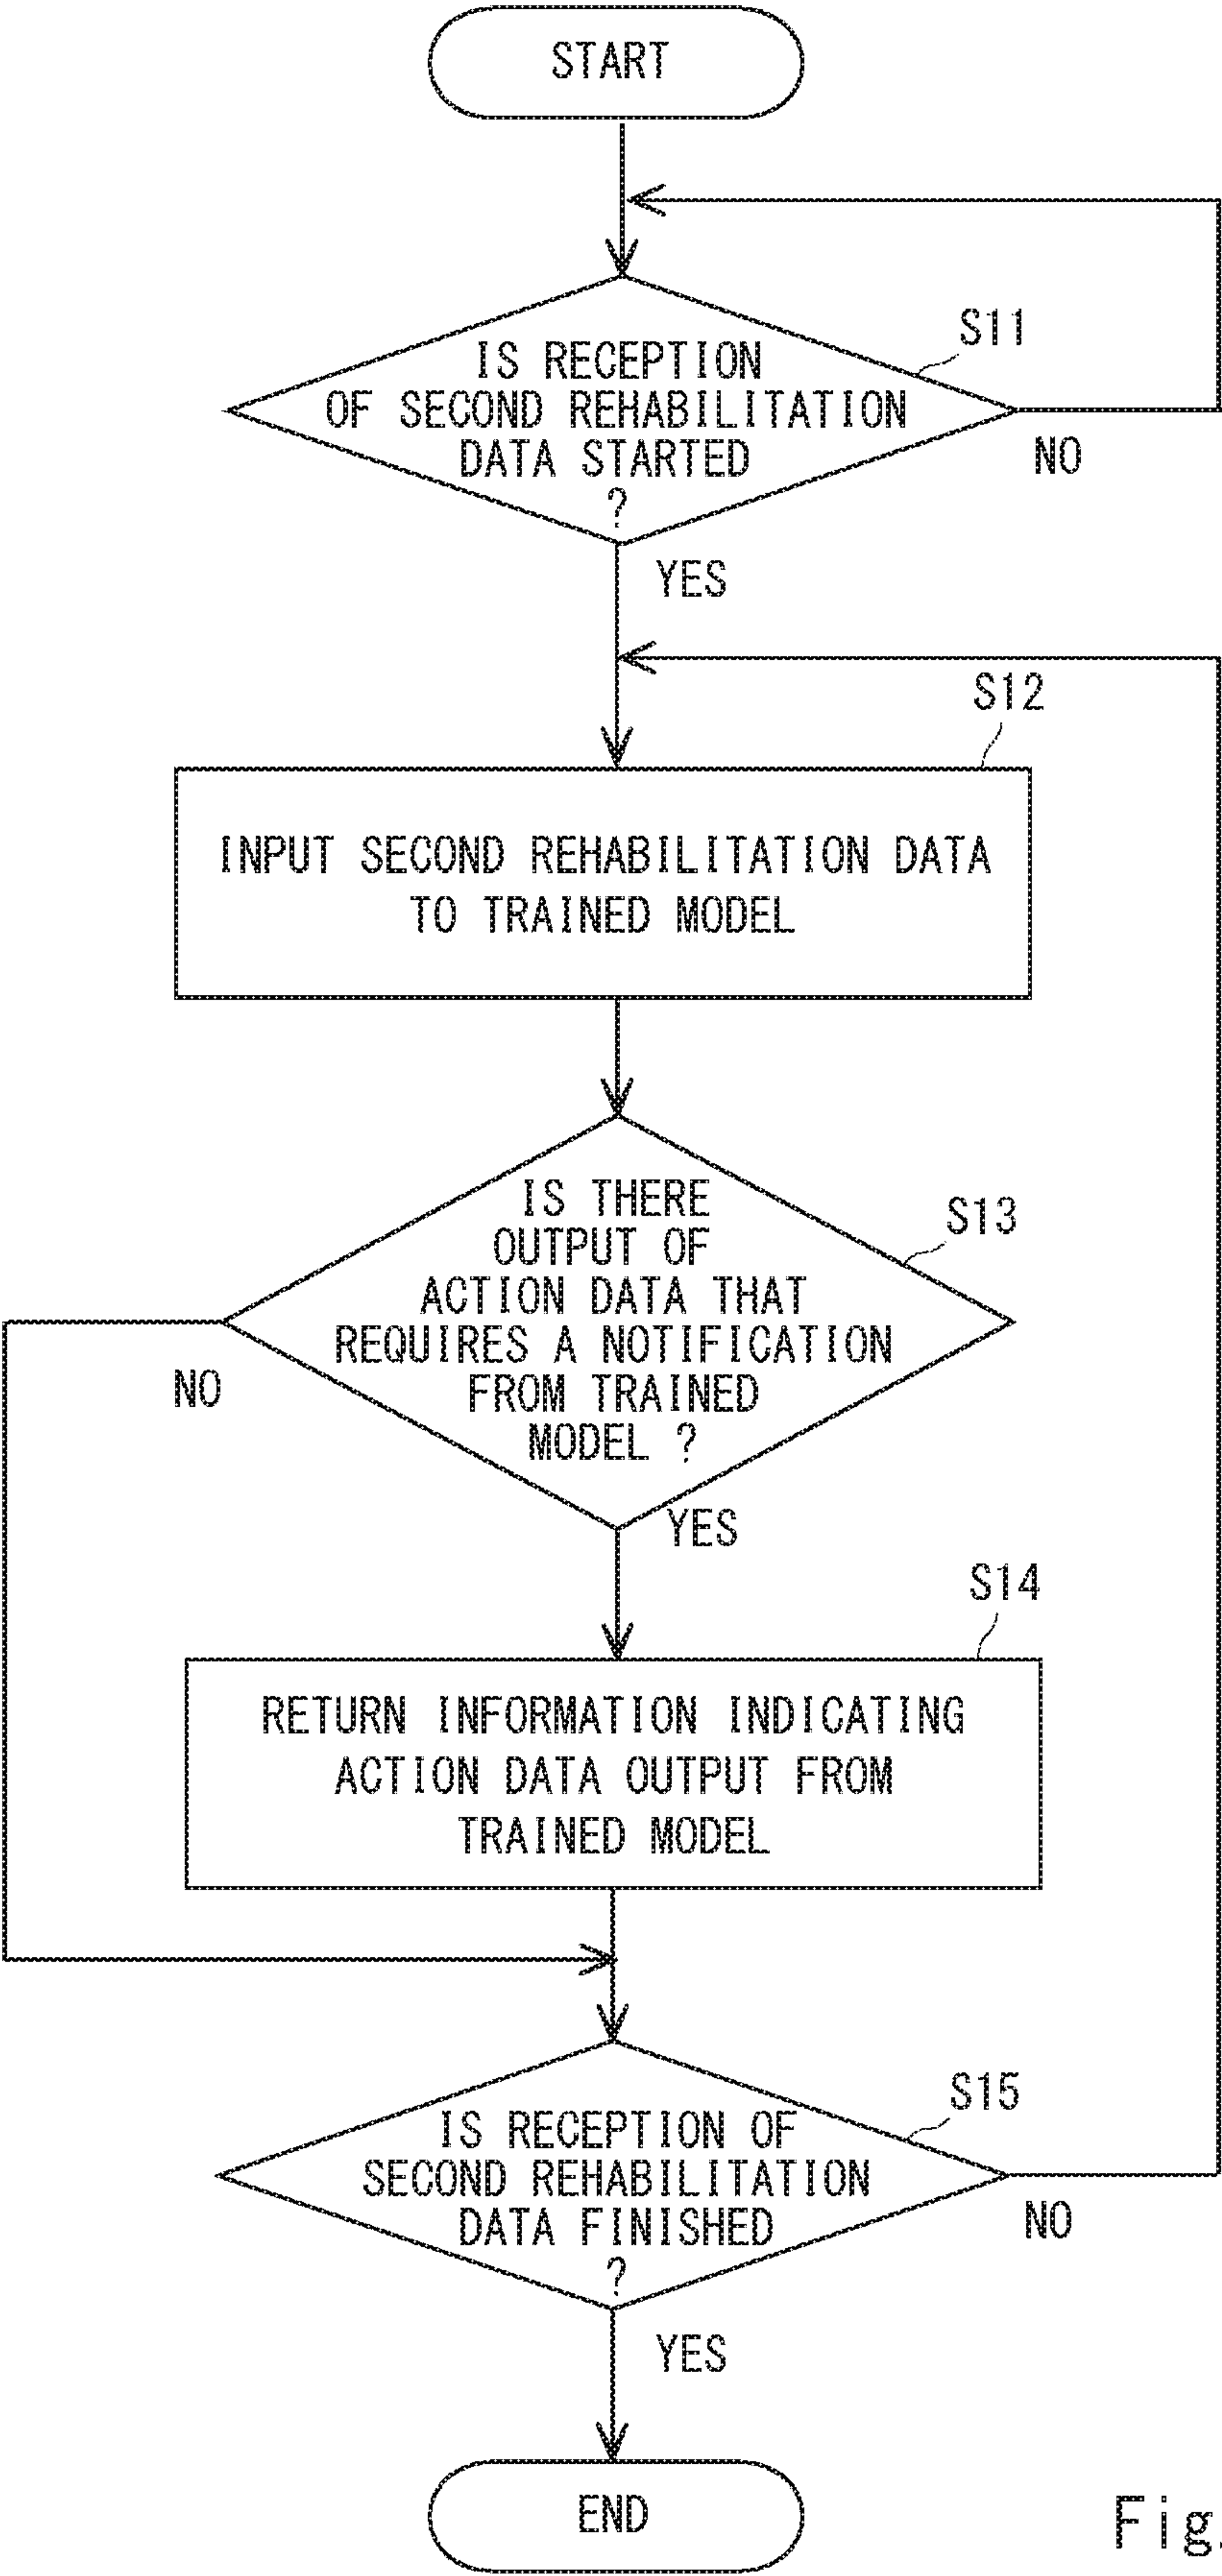 START
S11
IS RECEPTION
OF SECOND REHABILITATION
DATA STARTED
?
NO
YES
S12
INPUT SECOND REHABILITATION DATA
TO TRAINED MODEL
S13
IS THERE
OUTPUT OF
ACTION DATA THAT
REQUIRES A NOTIFICATION
FROM TRAINED
MODEL ?
NO
YES
S14
RETURN INFORMATION INDICATING
ACTION DATA OUTPUT FROM
TRAINED MODEL
S15
IS RECEPTION OF
SECOND REHABILITATION
DATA FINISHED
?
NO
YES
END
Fig.